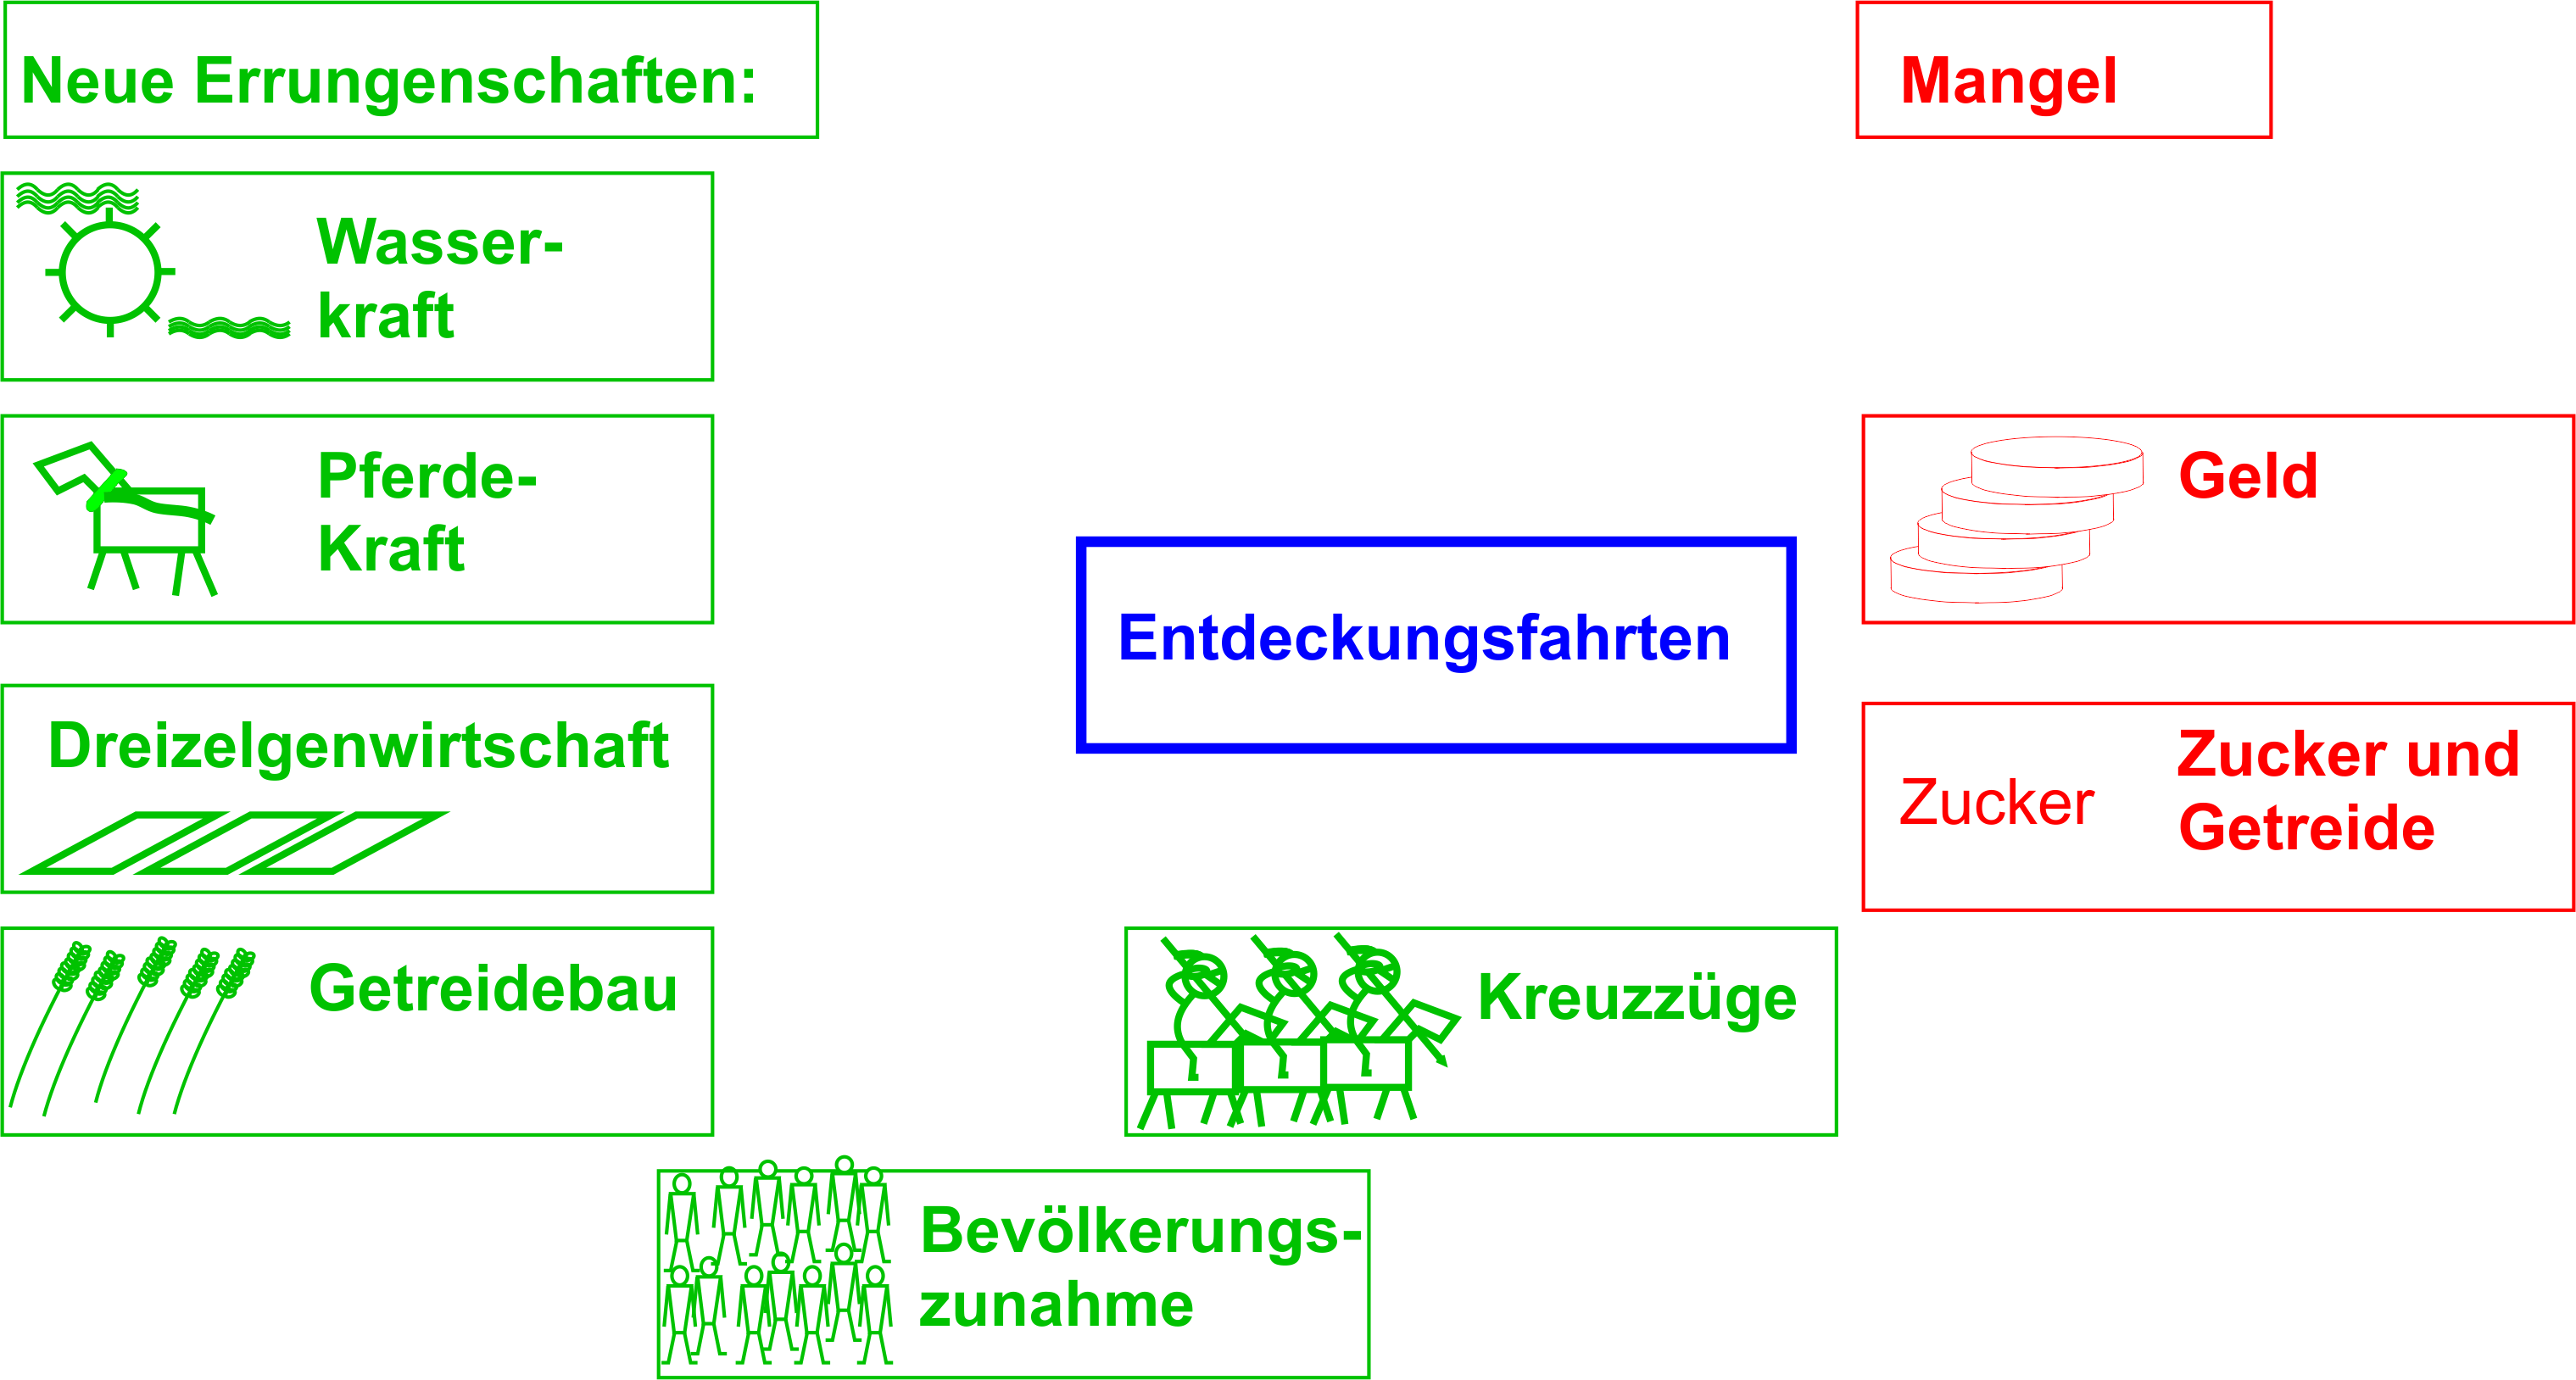 Neue Errungenschaften:
Mangel
Wasser-
kraft
Pferde-
Kraft
Geld
Entdeckungsfahrten
Dreizelgenwirtschaft
Zucker
Zucker und
Getreide
Getreidebau
Kreuzzüge
Bevölkerungs-
zunahme